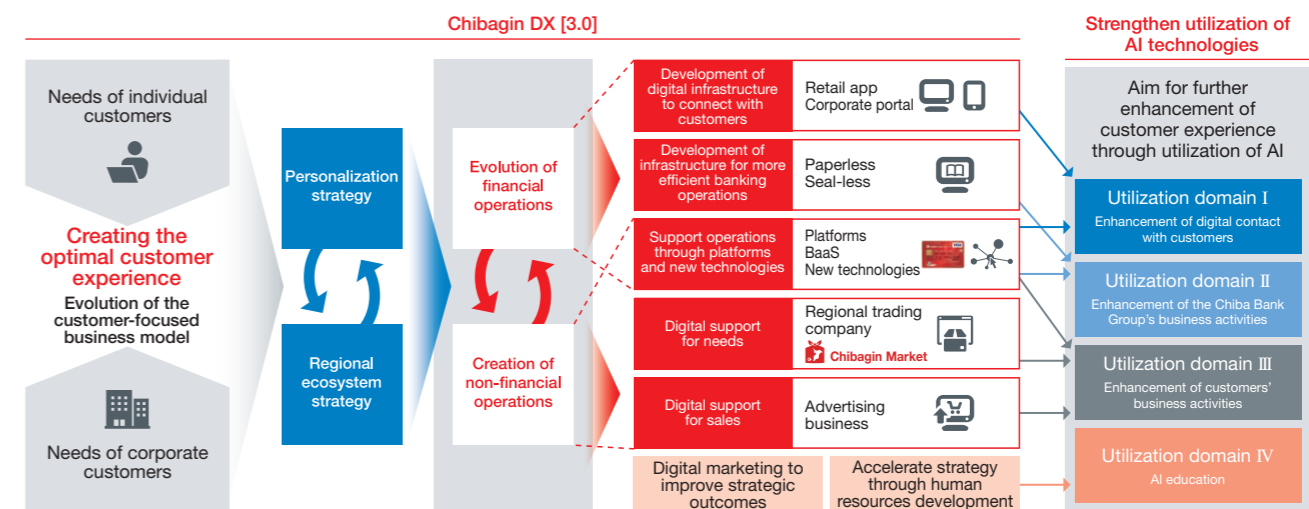 Chibagin DX [3.0]
Strengthen utilization of
AI technologies
Needs of individual
customers
Creating the
optimal customer
experience
Evolution of the
customer-focused
business model
Needs of corporate
customers
Personalization
strategy
Regional
ecosystem
strategy
Evolution of
financial
operations
Creation of
non-financial
operations
Development of
digital infrastructure
to connect with
customers
Retail app
Corporate portal
Development of
infrastructure for more
efficient banking
operations
Paperless
Seal-less
Support operations
through platforms
and new technologies
Platforms
BaaS
New technologies
Digital support
for needs
Regional trading
company
Chibagin Market
Digital support
for sales
Advertising
business
Digital marketing to
improve strategic
outcomes
Accelerate strategy
through human
resources development
Aim for further
enhancement of
customer experience
through utilization of AI
Utilization domain Ⅰ
Enhancement of digital contact
with customers
Utilization domain Ⅱ
Enhancement of the Chiba Bank
Group's business activities
Utilization domain Ⅲ
Enhancement of customers'
business activities
Utilization domain Ⅳ
AI education